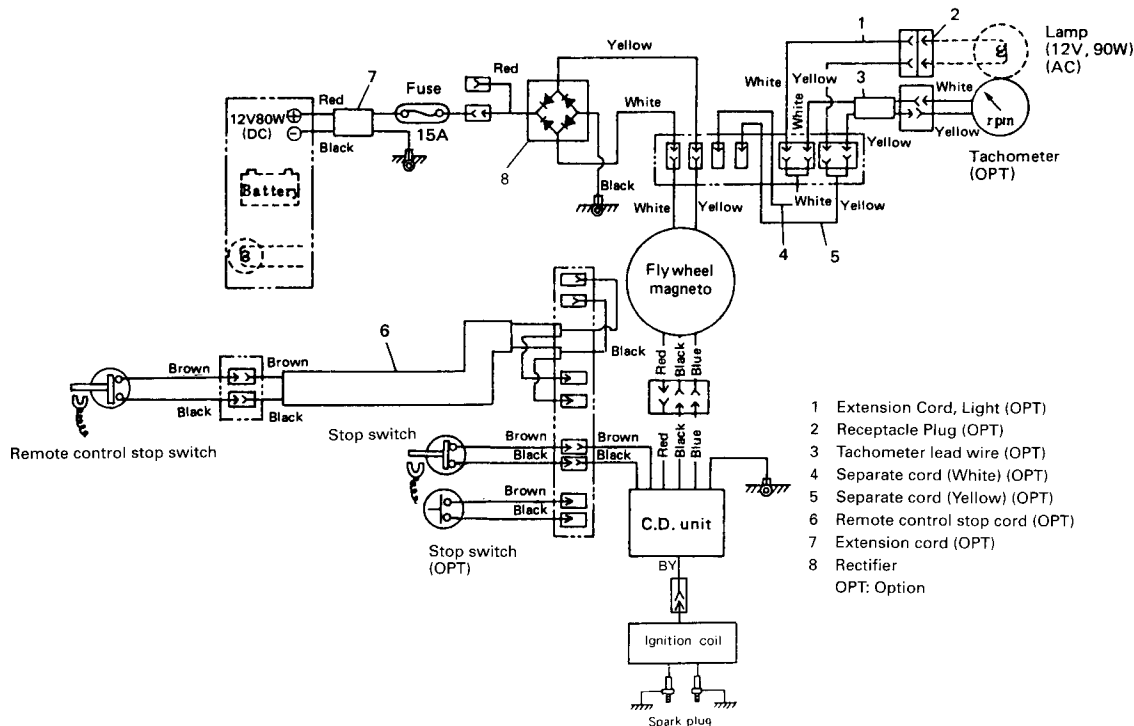 1
2
Lamp
(12V, 90W)
(AC)
Yellow
White
Yellow
White
3
White
Yellow
rpm
Tachometer
(OPT)
7
Red
Fuse
15A
Red
12V80W
(DC)
Black
White
White
Yellow
8
Black
White
Yellow
White
Yellow
4
5
Battery
Flywheel
magneto
6
Black
Red
Black
Blue
Brown
Brown
Black
Black
Remote control stop switch
Stop switch
Brown
Brown
Black
Black
Red
Black
Blue
Brown
Black
Stop switch
(OPT)
C.D. unit
BY
Ignition coil
Spark plug
1 Extension Cord, Light (OPT)
2 Receptacle Plug (OPT)
3 Tachometer lead wire (OPT)
4 Separate cord (White) (OPT)
5 Separate cord (Yellow) (OPT)
6 Remote control stop cord (OPT)
7 Extension cord (OPT)
8 Rectifier
OPT: Option